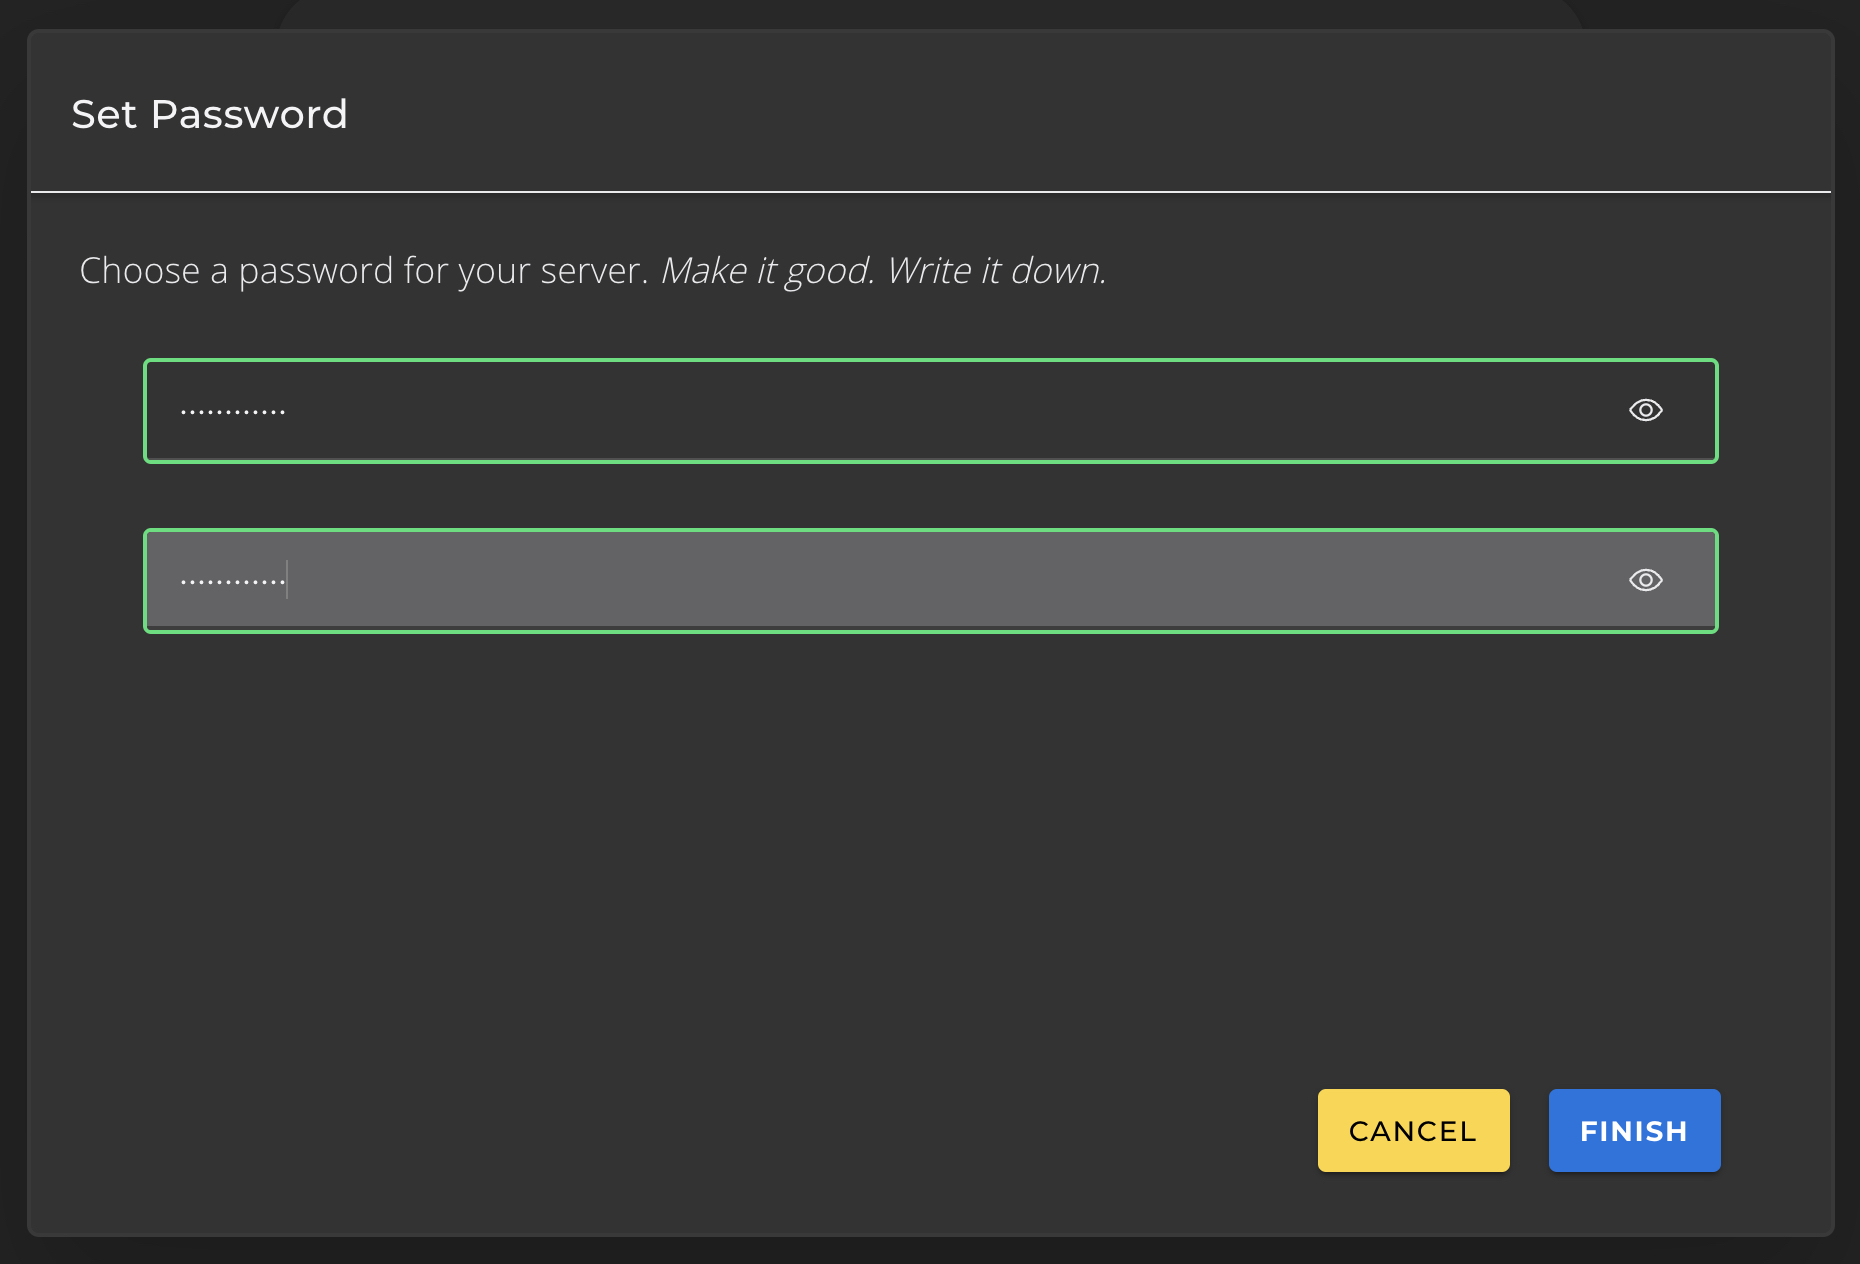 Set Password
Choose a password for your server. Make it good. Write it down.
............
............
CANCEL
FINISH